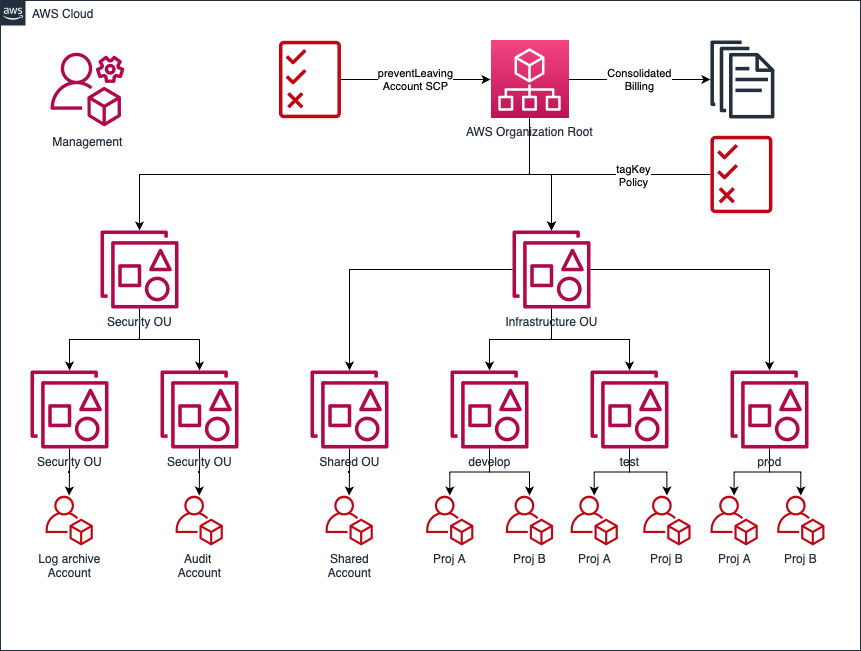 aws
AWS Cloud
preventLeaving
Account SCP
Consolidated
Billing
Management
AWS Organization Root
tagKey
Policy
Security OU
Infrastructure OU
Security OU
Security OU
Shared OU
develop
test
prod
Log archive
Account
Audit
Account
Shared
Account
Proj A
Proj B
Proj A
Proj B
Proj A
Proj B